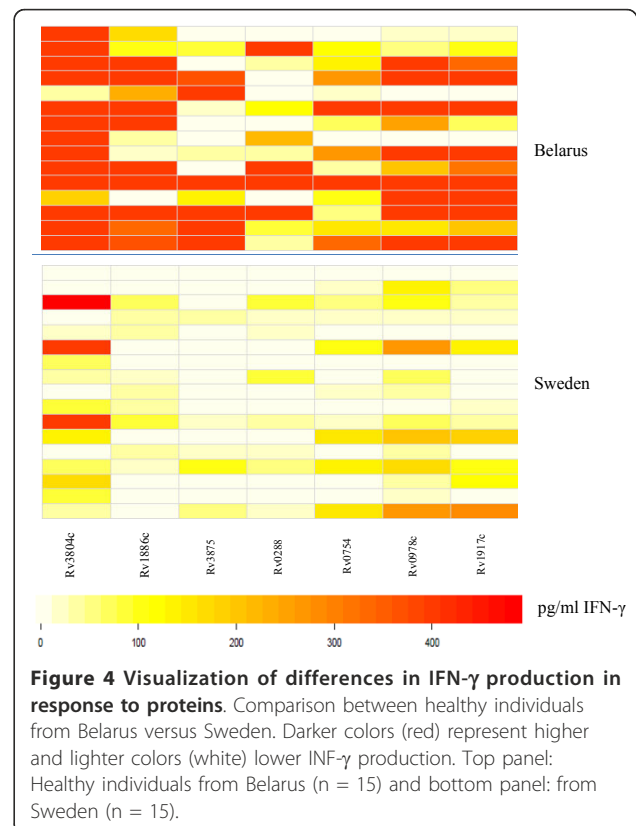 Belarus
Sweden
Rv3804c
Rv1886c
Rv3875
Rv0288
Rv0754
Rv0978c
Rv1917c
pg/ml IFN-γ
0 100 200 300 400
Figure 4 Visualization of differences in IFN-γ production in
response to proteins. Comparison between healthy individuals
from Belarus versus Sweden. Darker colors (red) represent higher
and lighter colors (white) lower INF-γ production. Top panel:
Healthy individuals from Belarus (n = 15) and bottom panel: from
Sweden (n = 15).